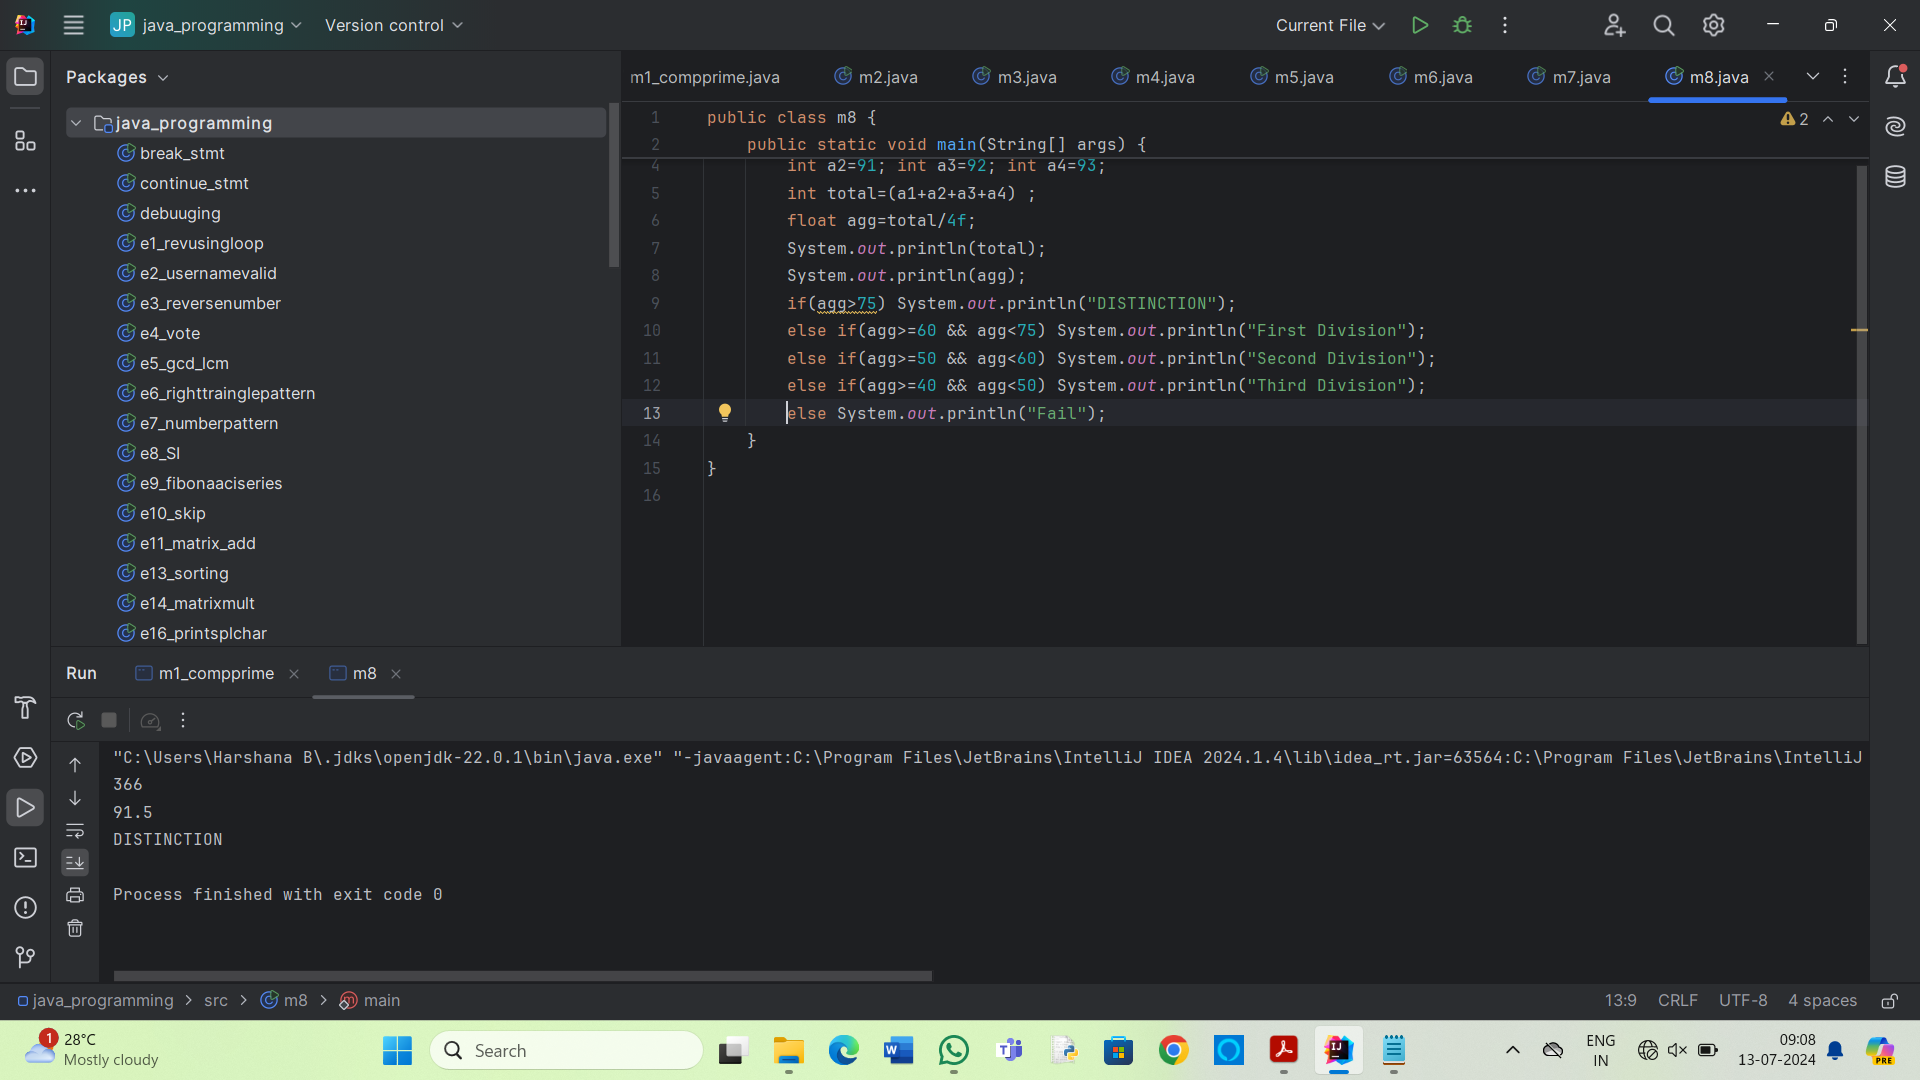 JP java_programming Version control Current File
Packages
m1_compprime.java m2.java m3.java m4.java m5.java m6.java m7.java m8.java
java_programming
break_stmt
continue_stmt
debuuging
e1_revusingloop
e2_usernamevalid
e3_reversenumber
e4_vote
e5_gcd_lcm
e6_righttrainglepattern
e7_numberpattern
e8_SI
e9_fibonaaciseries
e10_skip
e11_matrix_add
e13_sorting
e14_matrixmult
e16_printsplchar
1 public class m8 {
2 public static void main(String[] args) {
4 int a2=91; int a3=92; int a4=93;
5 int total=(a1+a2+a3+a4) ;
6 float agg=total/4f;
7 System.out.println(total);
8 System.out.println(agg);
9 if(agg>75) System.out.println("DISTINCTION");
10 else if(agg>=60 && agg<75) System.out.println("First Division");
11 else if(agg>=50 && agg<60) System.out.println("Second Division");
12 else if(agg>=40 && agg<50) System.out.println("Third Division");
13 else System.out.println("Fail");
14 }
15 }
16
2
Run m1_compprime m8
"C:\Users\Harshana B\.jdks\openjdk-22.0.1\bin\java.exe" "-javaagent:C:\Program Files\JetBrains\IntelliJ IDEA 2024.1.4\lib\idea_rt.jar=63564:C:\Program Files\JetBrains\IntelliJ
366
91.5
DISTINCTION
Process finished with exit code 0
java_programming > src > m8 > main 13:9 CRLF UTF-8 4 spaces
1 28°C
Mostly cloudy
Search
ENG
IN
09:08
13-07-2024
PRE